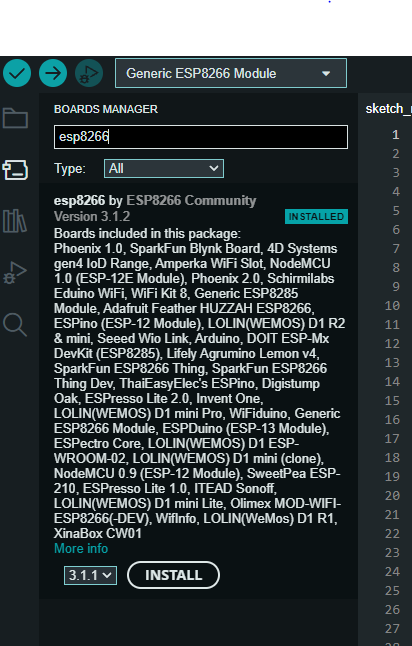 Generic ESP8266 Module
BOARDS MANAGER
sketch_
esp8266
Type: All
esp8266 by ESP8266 Community
Version 3.1.2 INSTALLED
Boards included in this package:
Phoenix 1.0, SparkFun Blynk Board, 4D Systems
gen4 IoD Range, Amperka WiFi Slot, NodeMCU
1.0 (ESP-12E Module), Phoenix 2.0, Schirmilabs
Eduino WiFi, WiFi Kit 8, Generic ESP8285
Module, Adafruit Feather HUZZAH ESP8266,
ESPino (ESP-12 Module), LOLIN(WEMOS) D1 R2
& mini, Seeed Wio Link, Arduino, DOIT ESP-Mx
DevKit (ESP8285), Lifely Agrumino Lemon v4,
SparkFun ESP8266 Thing, SparkFun ESP8266
Thing Dev, ThaiEasyElec's ESPino, Digistump
Oak, ESPresso Lite 2.0, Invent One,
LOLIN(WEMOS) D1 mini Pro, WiFiduino, Generic
ESP8266 Module, ESPDuino (ESP-13 Module),
ESPectro Core, LOLIN(WEMOS) D1 ESP-
WROOM-02, LOLIN(WEMOS) D1 mini (clone),
NodeMCU 0.9 (ESP-12 Module), SweetPea ESP-
210, ESPresso Lite 1.0, ITEAD Sonoff,
LOLIN(WEMOS) D1 mini Lite, Olimex MOD-WIFI-
ESP8266(-DEV), WifInfo, LOLIN(WeMos) D1 R1,
XinaBox CW01
More info
3.1.1 INSTALL
1
2
3
4
5
6
7
8
9
10
11
12
13
14
15
16
17
18
19
20
21
22
23
24
25
26
27
28